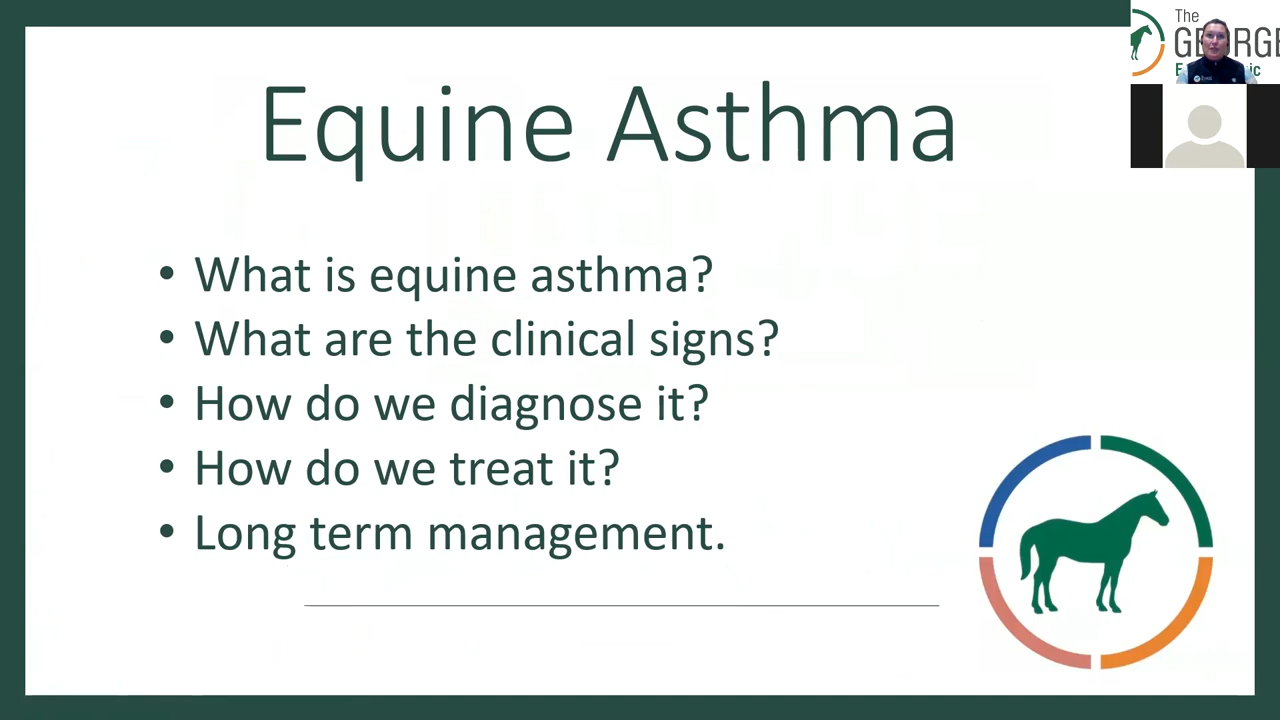 Equine Asthma
• What is equine asthma?
• What are the clinical signs?
• How do we diagnose it?
• How do we treat it?
• Long term management.
The